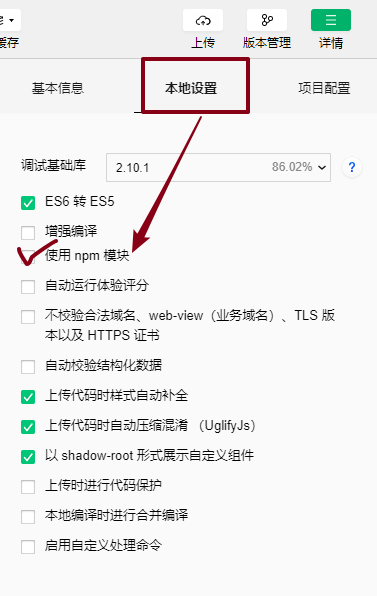 缓存
上传
版本管理
详情
基本信息
本地设置
项目配置
调试基础库
2.10.1
86.02%
?
ES6 转 ES5
增强编译
使用 npm 模块
自动运行体验评分
不校验合法域名、web-view（业务域名）、TLS 版
本以及 HTTPS 证书
自动校验结构化数据
上传代码时样式自动补全
上传代码时自动压缩混淆 （UglifyJs）
以 shadow-root 形式展示自定义组件
上传时进行代码保护
本地编译时进行合并编译
启用自定义处理命令